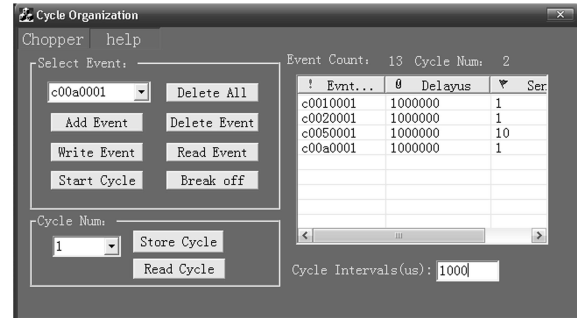 Cycle Organization
Chopper help
Select Event:
c00a0001
Delete All
Add Event
Delete Event
Write Event
Read Event
Start Cycle
Break off
Cycle Num:
1
Store Cycle
Read Cycle
Event Count: 13 Cycle Num: 2
! Evnt... 0 Delayus Ser
c0010001 1000000 1
c0020001 1000000 1
c0050001 1000000 10
c00a0001 1000000 1
Cycle Intervals(us): 1000